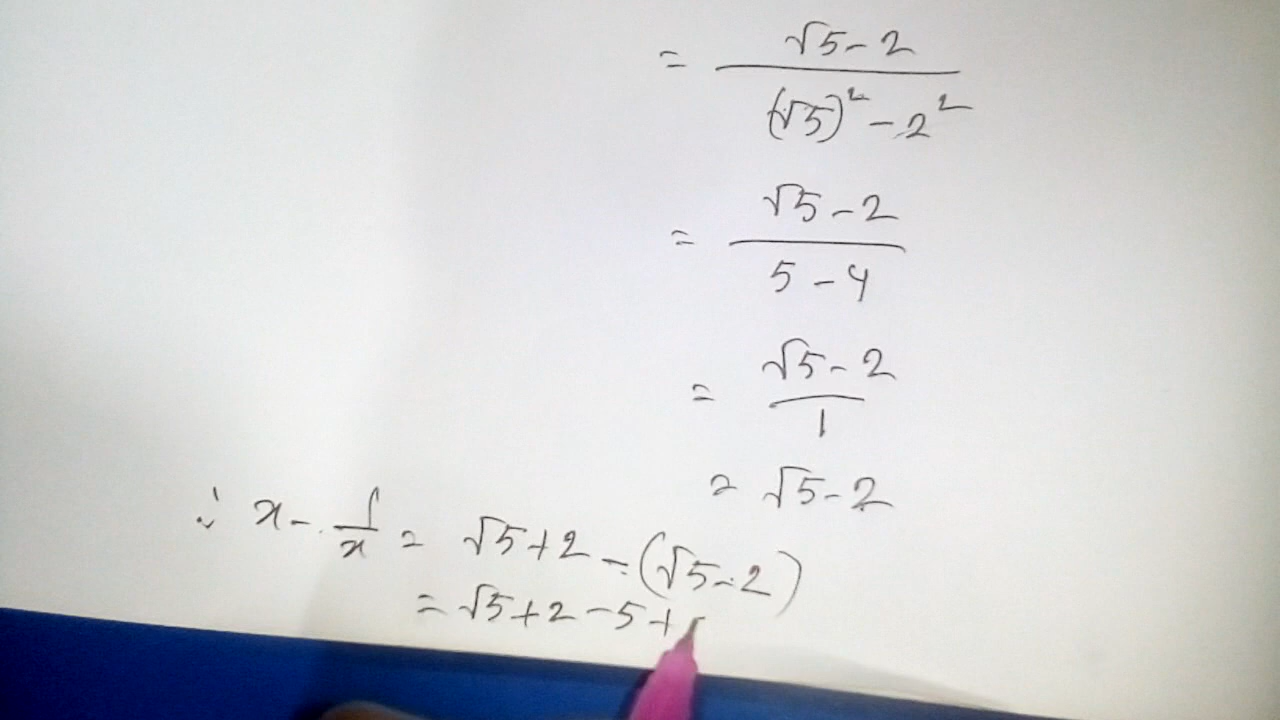 = √5-2 / (√5)² - 2²
= √5-2 / 5-4
= √5-2 / 1
= √5-2
∴ x - 1/x = √5+2 - (√5-2)
= √5+2-5+